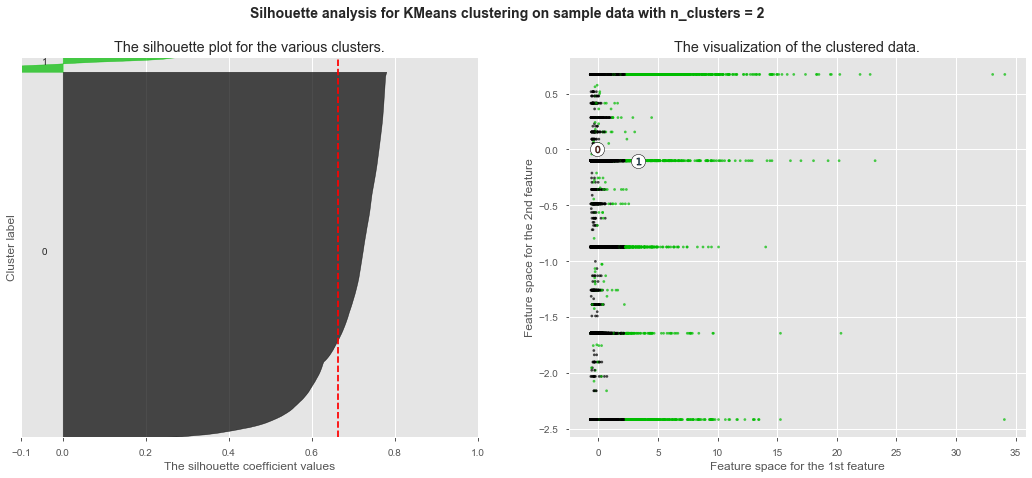 Silhouette analysis for KMeans clustering on sample data with n_clusters = 2
The silhouette plot for the various clusters.
1
0
Cluster label
−0.1 0.0 0.2 0.4 0.6 0.8 1.0
The silhouette coefficient values
The visualization of the clustered data.
0.5
0.0
−0.5
−1.0
−1.5
−2.0
−2.5
Feature space for the 2nd feature
0
1
0 5 10 15 20 25 30 35
Feature space for the 1st feature